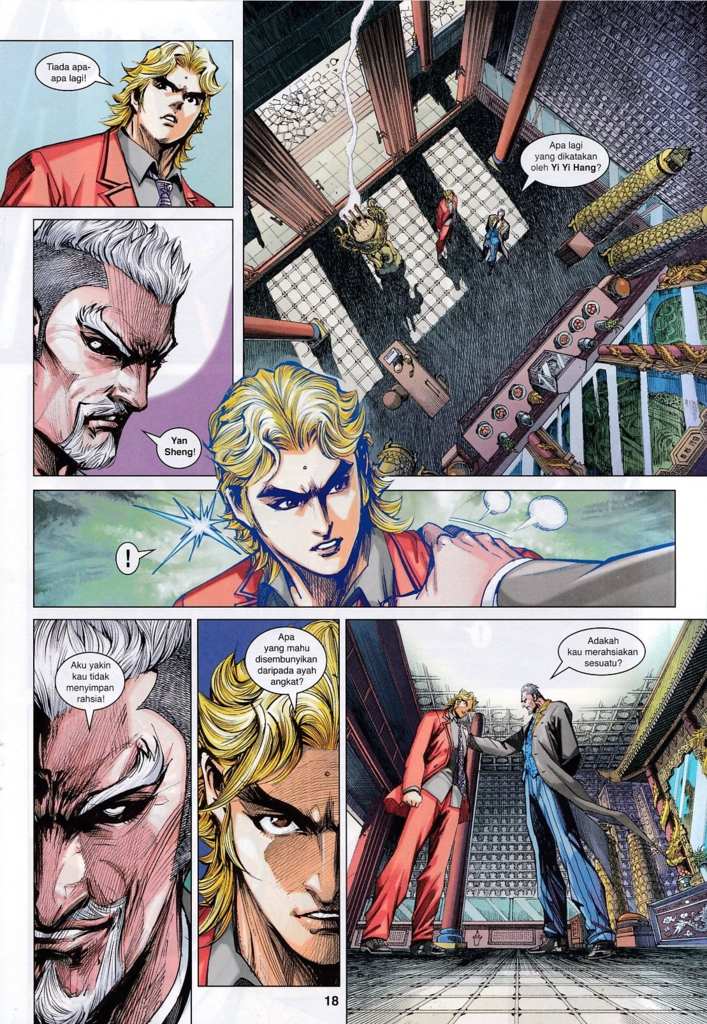 Apa lagi
yang dikatakan
oleh Yi Yi Hang?
Tiada apa-
apa lagi!
Yan
Sheng!
!
Adakah
kau merahsiakan
sesuatu?
Apa
yang mahu
disembunyikan
daripada ayah
angkat?
Aku yakin
kau tidak
menyimpan
rahsia!
18